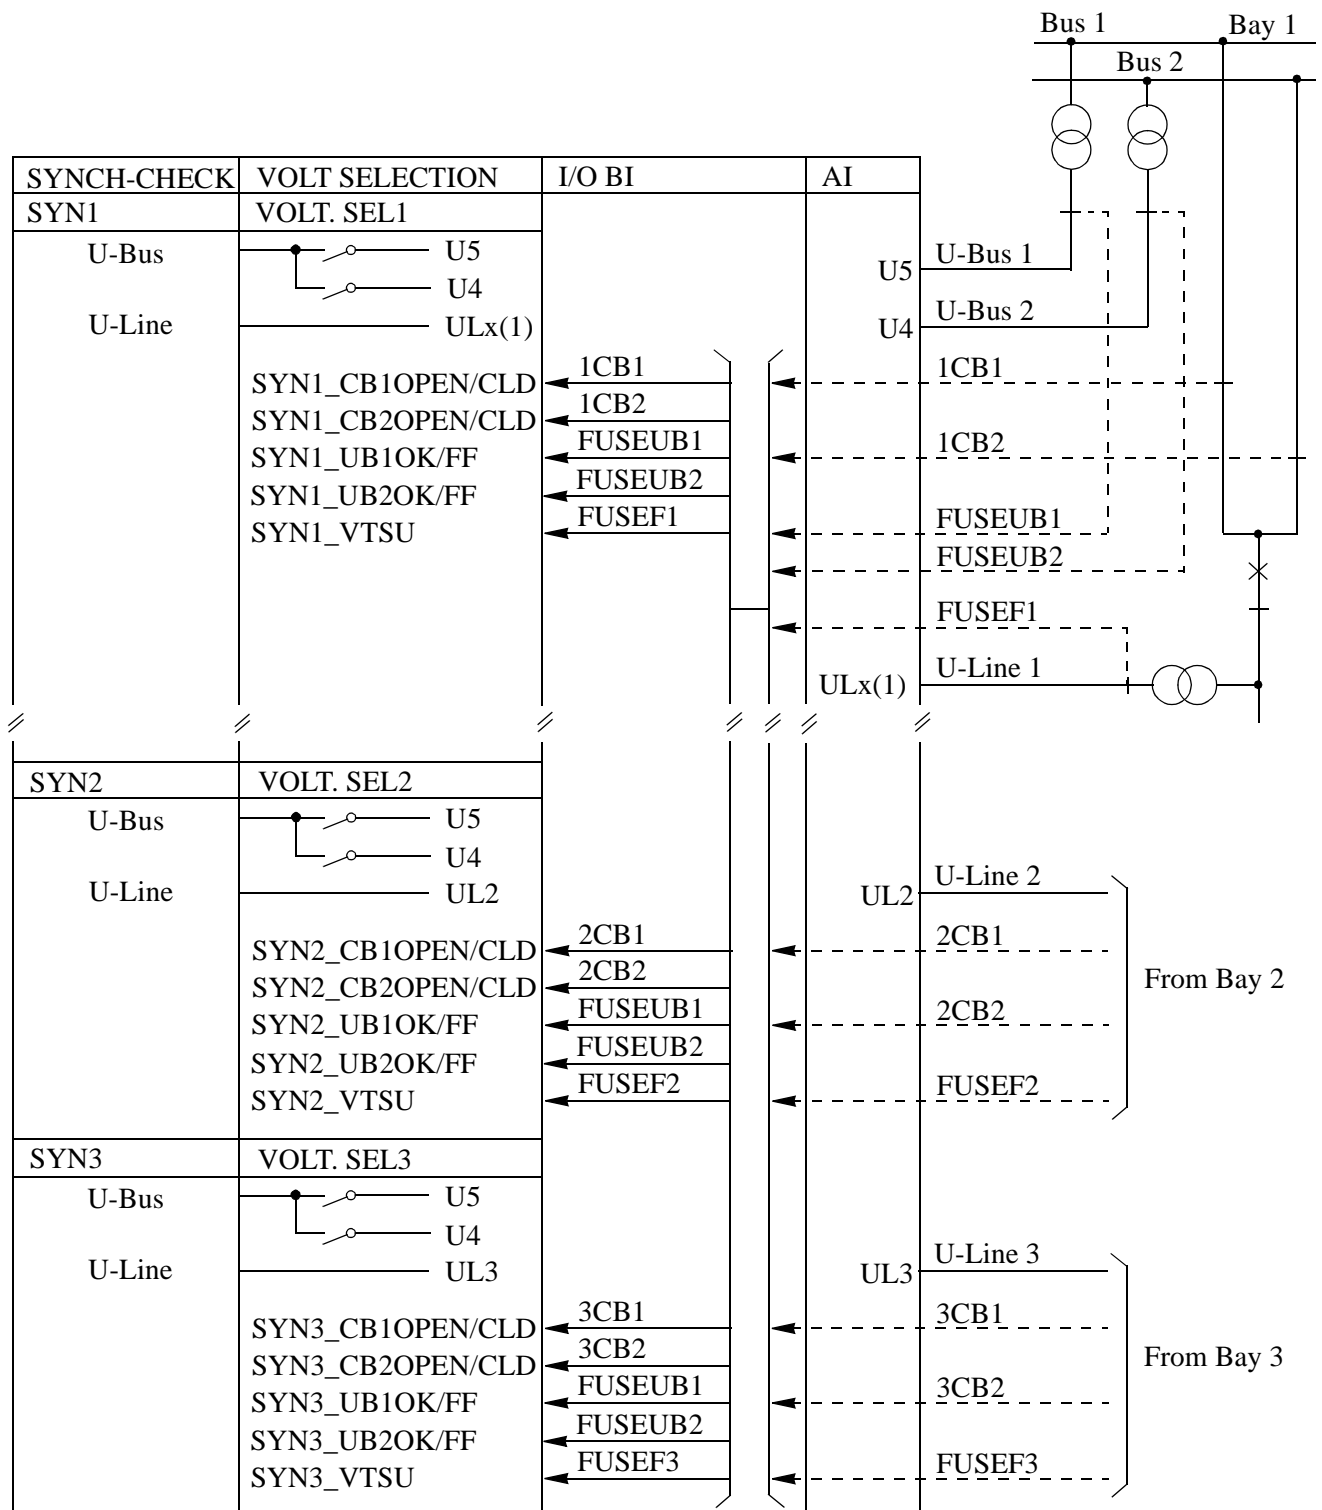 Bus 1
Bay 1
Bus 2
SYNCH-CHECK
VOLT SELECTION
I/O BI
AI
SYN1
VOLT. SEL1
U-Bus
U5
U4
U-Line
ULx(1)
U5
U-Bus 1
U4
U-Bus 2
SYN1_CB1OPEN/CLD
1CB1
1CB1
SYN1_CB2OPEN/CLD
1CB2
1CB2
SYN1_UB1OK/FF
FUSEUB1
SYN1_UB2OK/FF
FUSEUB2
SYN1_VTSU
FUSEF1
FUSEUB1
FUSEUB2
FUSEF1
ULx(1)
U-Line 1
SYN2
VOLT. SEL2
U-Bus
U5
U4
U-Line
UL2
UL2
U-Line 2
SYN2_CB1OPEN/CLD
2CB1
2CB1
SYN2_CB2OPEN/CLD
2CB2
2CB2
SYN2_UB1OK/FF
FUSEUB1
SYN2_UB2OK/FF
FUSEUB2
SYN2_VTSU
FUSEF2
FUSEF2
From Bay 2
SYN3
VOLT. SEL3
U-Bus
U5
U4
U-Line
UL3
UL3
U-Line 3
SYN3_CB1OPEN/CLD
3CB1
3CB1
SYN3_CB2OPEN/CLD
3CB2
3CB2
SYN3_UB1OK/FF
FUSEUB1
SYN3_UB2OK/FF
FUSEUB2
SYN3_VTSU
FUSEF3
FUSEF3
From Bay 3